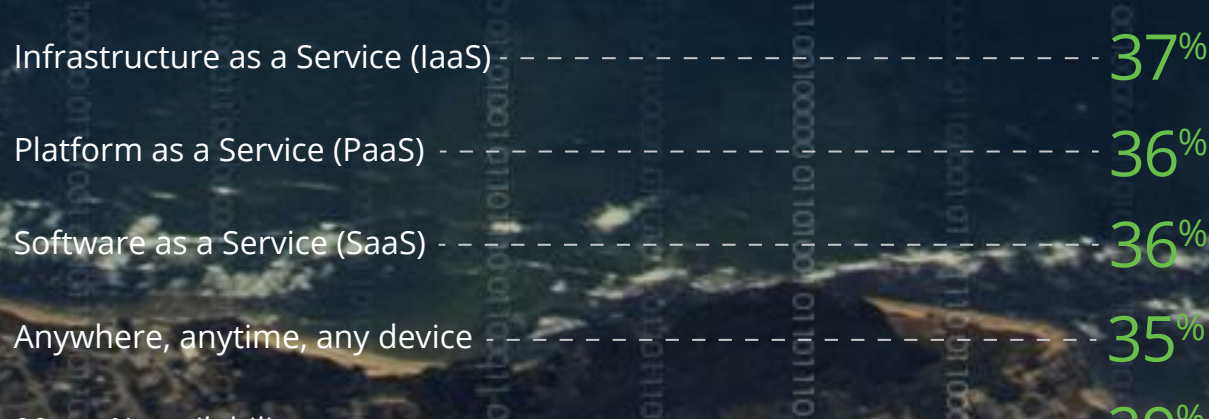 Infrastructure as a Service (IaaS) 37%
Platform as a Service (PaaS) 36%
Software as a Service (SaaS) 36%
Anywhere, anytime, any device 35%